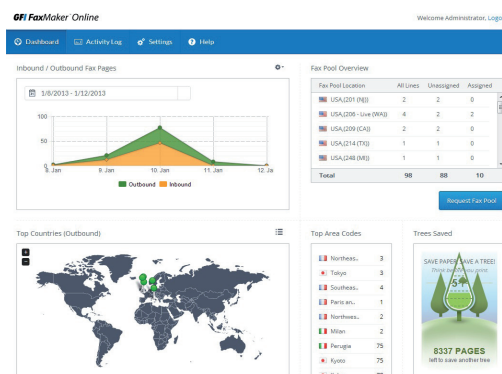 GFI FaxMaker Online
Welcome Administrator, Logo
Dashboard Activity Log Settings Help
Inbound / Outbound Fax Pages
1/8/2013 - 1/12/2013
100
50
0
8. Jan 9. Jan 10. Jan 11. Jan 12. Ja
Outbound Inbound
Fax Pool Overview
Fax Pool Location All Lines Unassigned Assigned
USA,(201 (NJ)) 2 2 0
USA,(206 - Live (WA)) 4 2 2
USA,(209 (CA)) 2 2 0
USA,(214 (TX)) 1 1 0
USA,(248 (MI)) 1 1 0
Total 98 88 10
Request Fax Pool
Top Countries (Outbound)
Top Area Codes
Northeas.. 3
Tokyo 3
Southeas.. 4
Paris an.. 1
Northwes.. 2
Milan 2
Perugia 75
Kyoto 75
Trees Saved
SAVE PAPER, SAVE A TREE!
Think before you print
51
8337 PAGES
left to save another tree